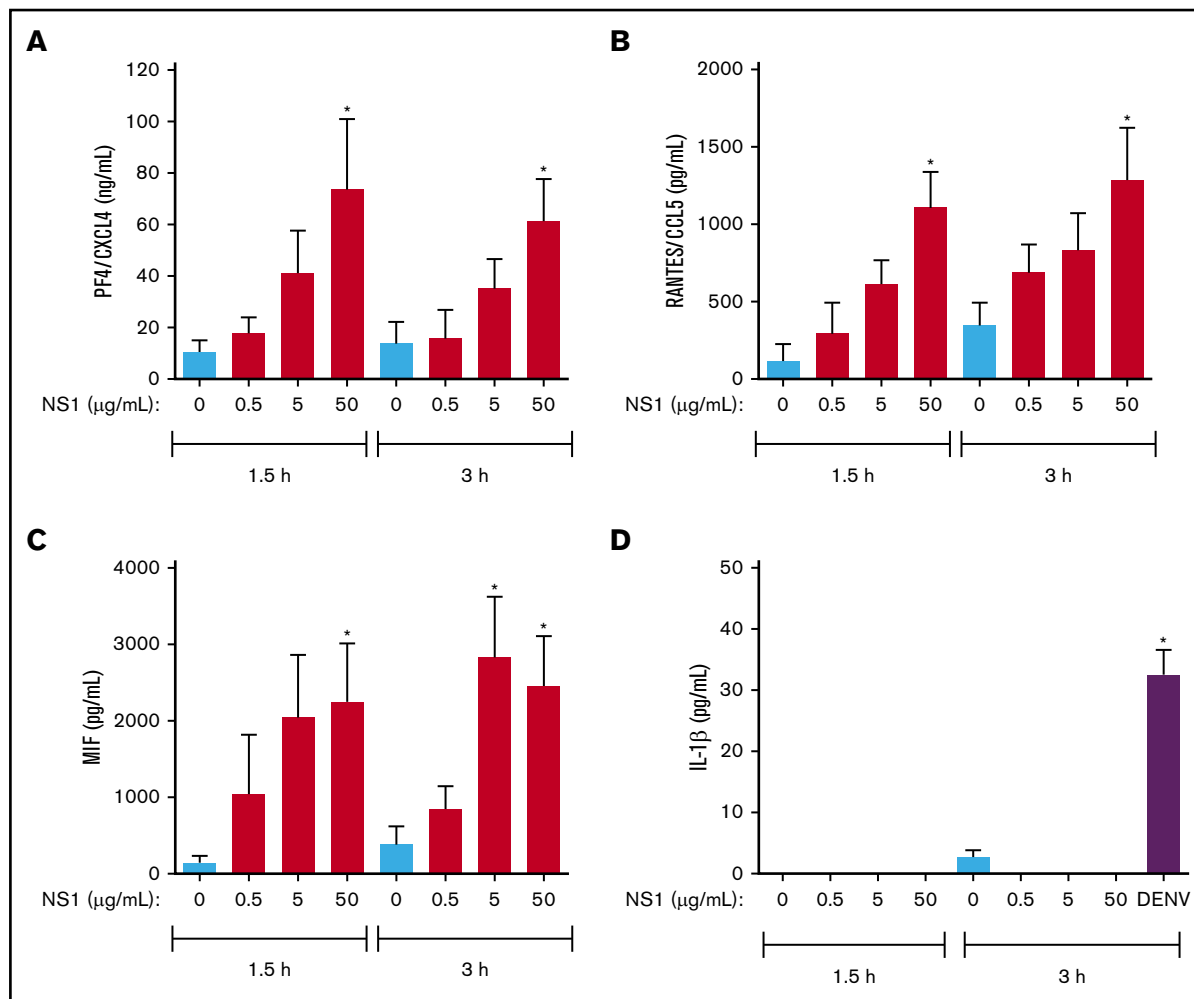 A
PF4/CXCL4 (ng/mL)
120
100
80
60
40
20
0
* *
NS1 (µg/mL): 0 0.5 5 50 0 0.5 5 50
1.5 h 3 h
B
RANTES/CCL5 (pg/mL)
2000
1500
1000
500
0
* *
NS1 (µg/mL): 0 0.5 5 50 0 0.5 5 50
1.5 h 3 h
C
MIF (pg/mL)
4000
3000
2000
1000
0
* * *
NS1 (µg/mL): 0 0.5 5 50 0 0.5 5 50
1.5 h 3 h
D
IL-1β (pg/mL)
50
40
30
20
10
0
*
NS1 (µg/mL): 0 0.5 5 50 0 0.5 5 50 DENV
1.5 h 3 h